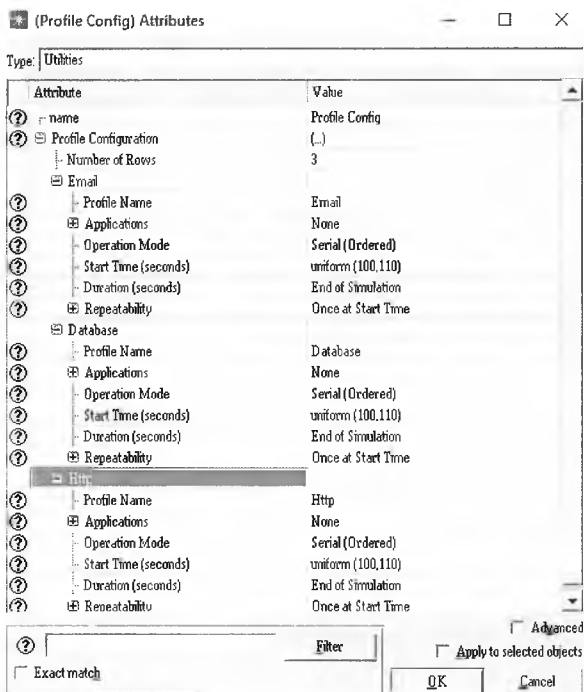 (Profile Config) Attributes
Type: Utilities
Attribute Value
name Profile Config
Profile Configuration (...)
Number of Rows 3
Email
Profile Name Email
Applications None
Operation Mode Serial (Ordered)
Start Time (seconds) uniform (100,110)
Duration (seconds) End of Simulation
Repeatability Once at Start Time
Database
Profile Name Database
Applications None
Operation Mode Serial (Ordered)
Start Time (seconds) uniform (100,110)
Duration (seconds) End of Simulation
Repeatability Once at Start Time
Http
Profile Name Http
Applications None
Operation Mode Serial (Ordered)
Start Time (seconds) uniform (100,110)
Duration (seconds) End of Simulation
Repeatability Once at Start Time
Advanced
Filter
Apply to selected objects
Exact match
OK Cancel